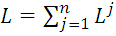 L = ∑_{j=1}^{n} L^j